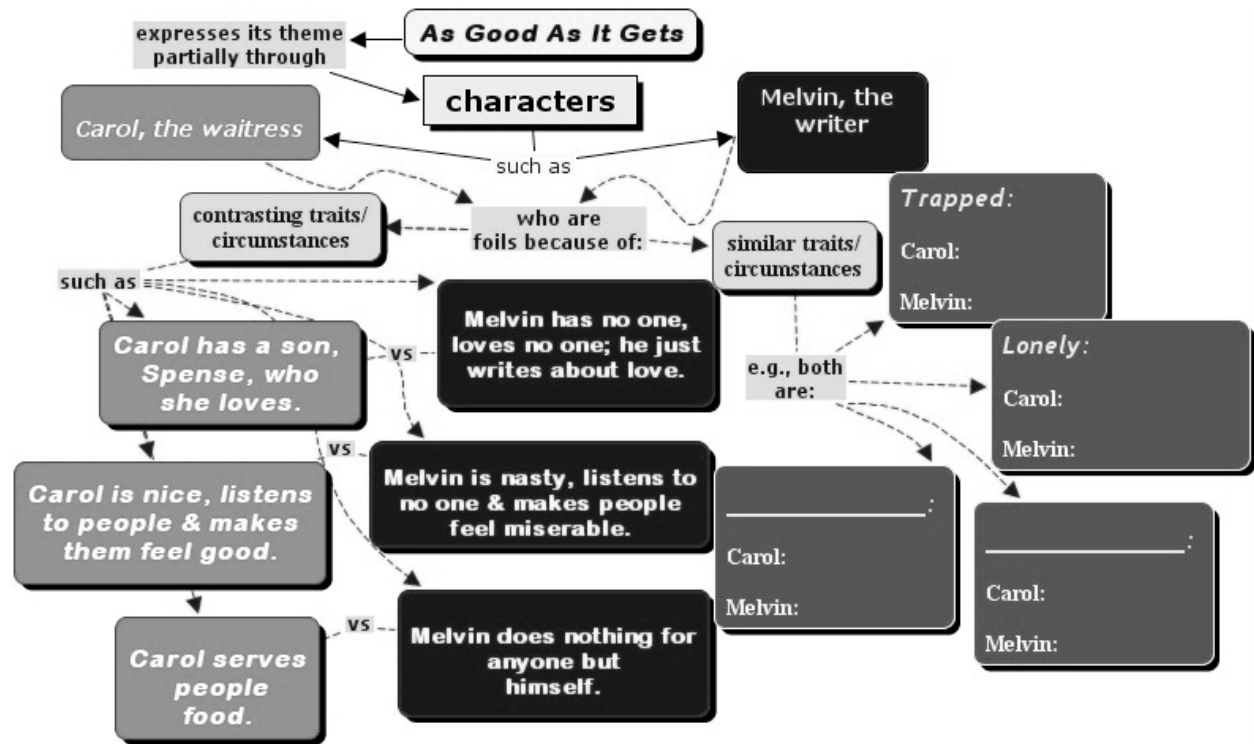 As Good As It Gets
expresses its theme
partially through
characters
Carol, the waitress
Melvin, the
writer
such as
who are
foils because of:
contrasting traits/
circumstances
similar traits/
circumstances
such as
Carol has a son,
Spense, who
she loves.
vs
Melvin has no one,
loves no one; he just
writes about love.
Carol is nice, listens
to people & makes
them feel good.
vs
Melvin is nasty, listens to
no one & makes people
feel miserable.
Carol serves
people
food.
vs
Melvin does nothing for
anyone but
himself.
e.g., both
are:
Trapped:
Carol:
Melvin:
Lonely:
Carol:
Melvin:
____________________:
Carol:
Melvin:
____________________:
Carol:
Melvin: